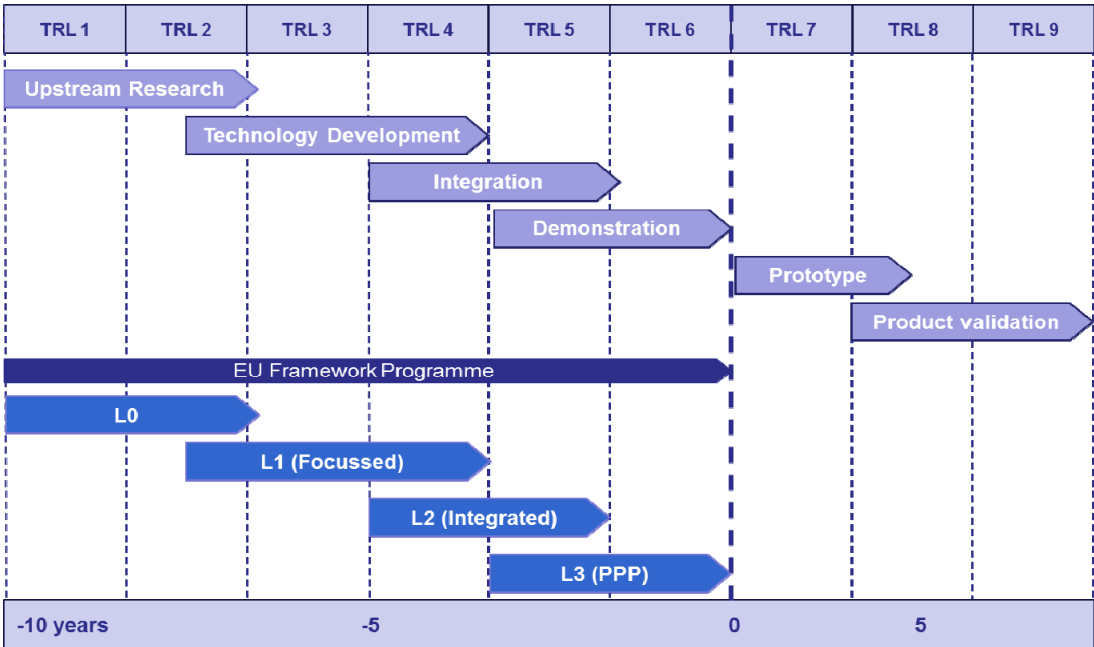 TRL 1 TRL 2 TRL 3 TRL 4 TRL 5 TRL 6 TRL 7 TRL 8 TRL 9
Upstream Research
Technology Development
Integration
Demonstration
Prototype
Product validation
EU Framework Programme
L0
L1 (Focussed)
L2 (Integrated)
L3 (PPP)
-10 years -5 0 5